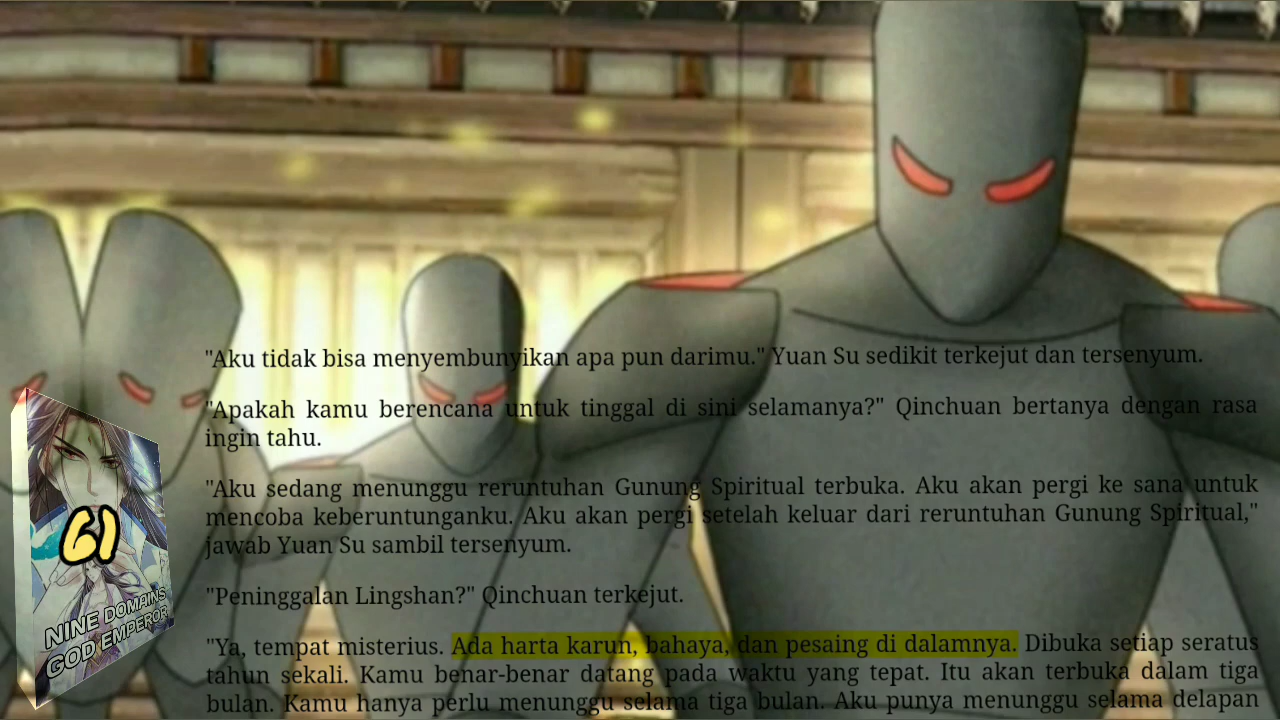 "Aku tidak bisa menyembunyikan apa pun darimu." Yuan Su sedikit terkejut dan tersenyum.
"Apakah kamu berencana untuk tinggal di sini selamanya?" Qinchuan bertanya dengan rasa
ingin tahu.
"Aku sedang menunggu reruntuhan Gunung Spiritual terbuka. Aku akan pergi ke sana untuk
mencoba keberuntunganku. Aku akan pergi setelah keluar dari reruntuhan Gunung Spiritual,"
jawab Yuan Su sambil tersenyum.
"Peninggalan Lingshan?" Qinchuan terkejut.
"Ya, tempat misterius. Ada harta karun, bahaya, dan pesaing di dalamnya. Dibuka setiap seratus
tahun sekali. Kamu benar-benar datang pada waktu yang tepat. Itu akan terbuka dalam tiga
bulan. Kamu hanya perlu menunggu selama tiga bulan. Aku punya menunggu selama delapan
61
NINE DOMAINS
GOD EMPEROR